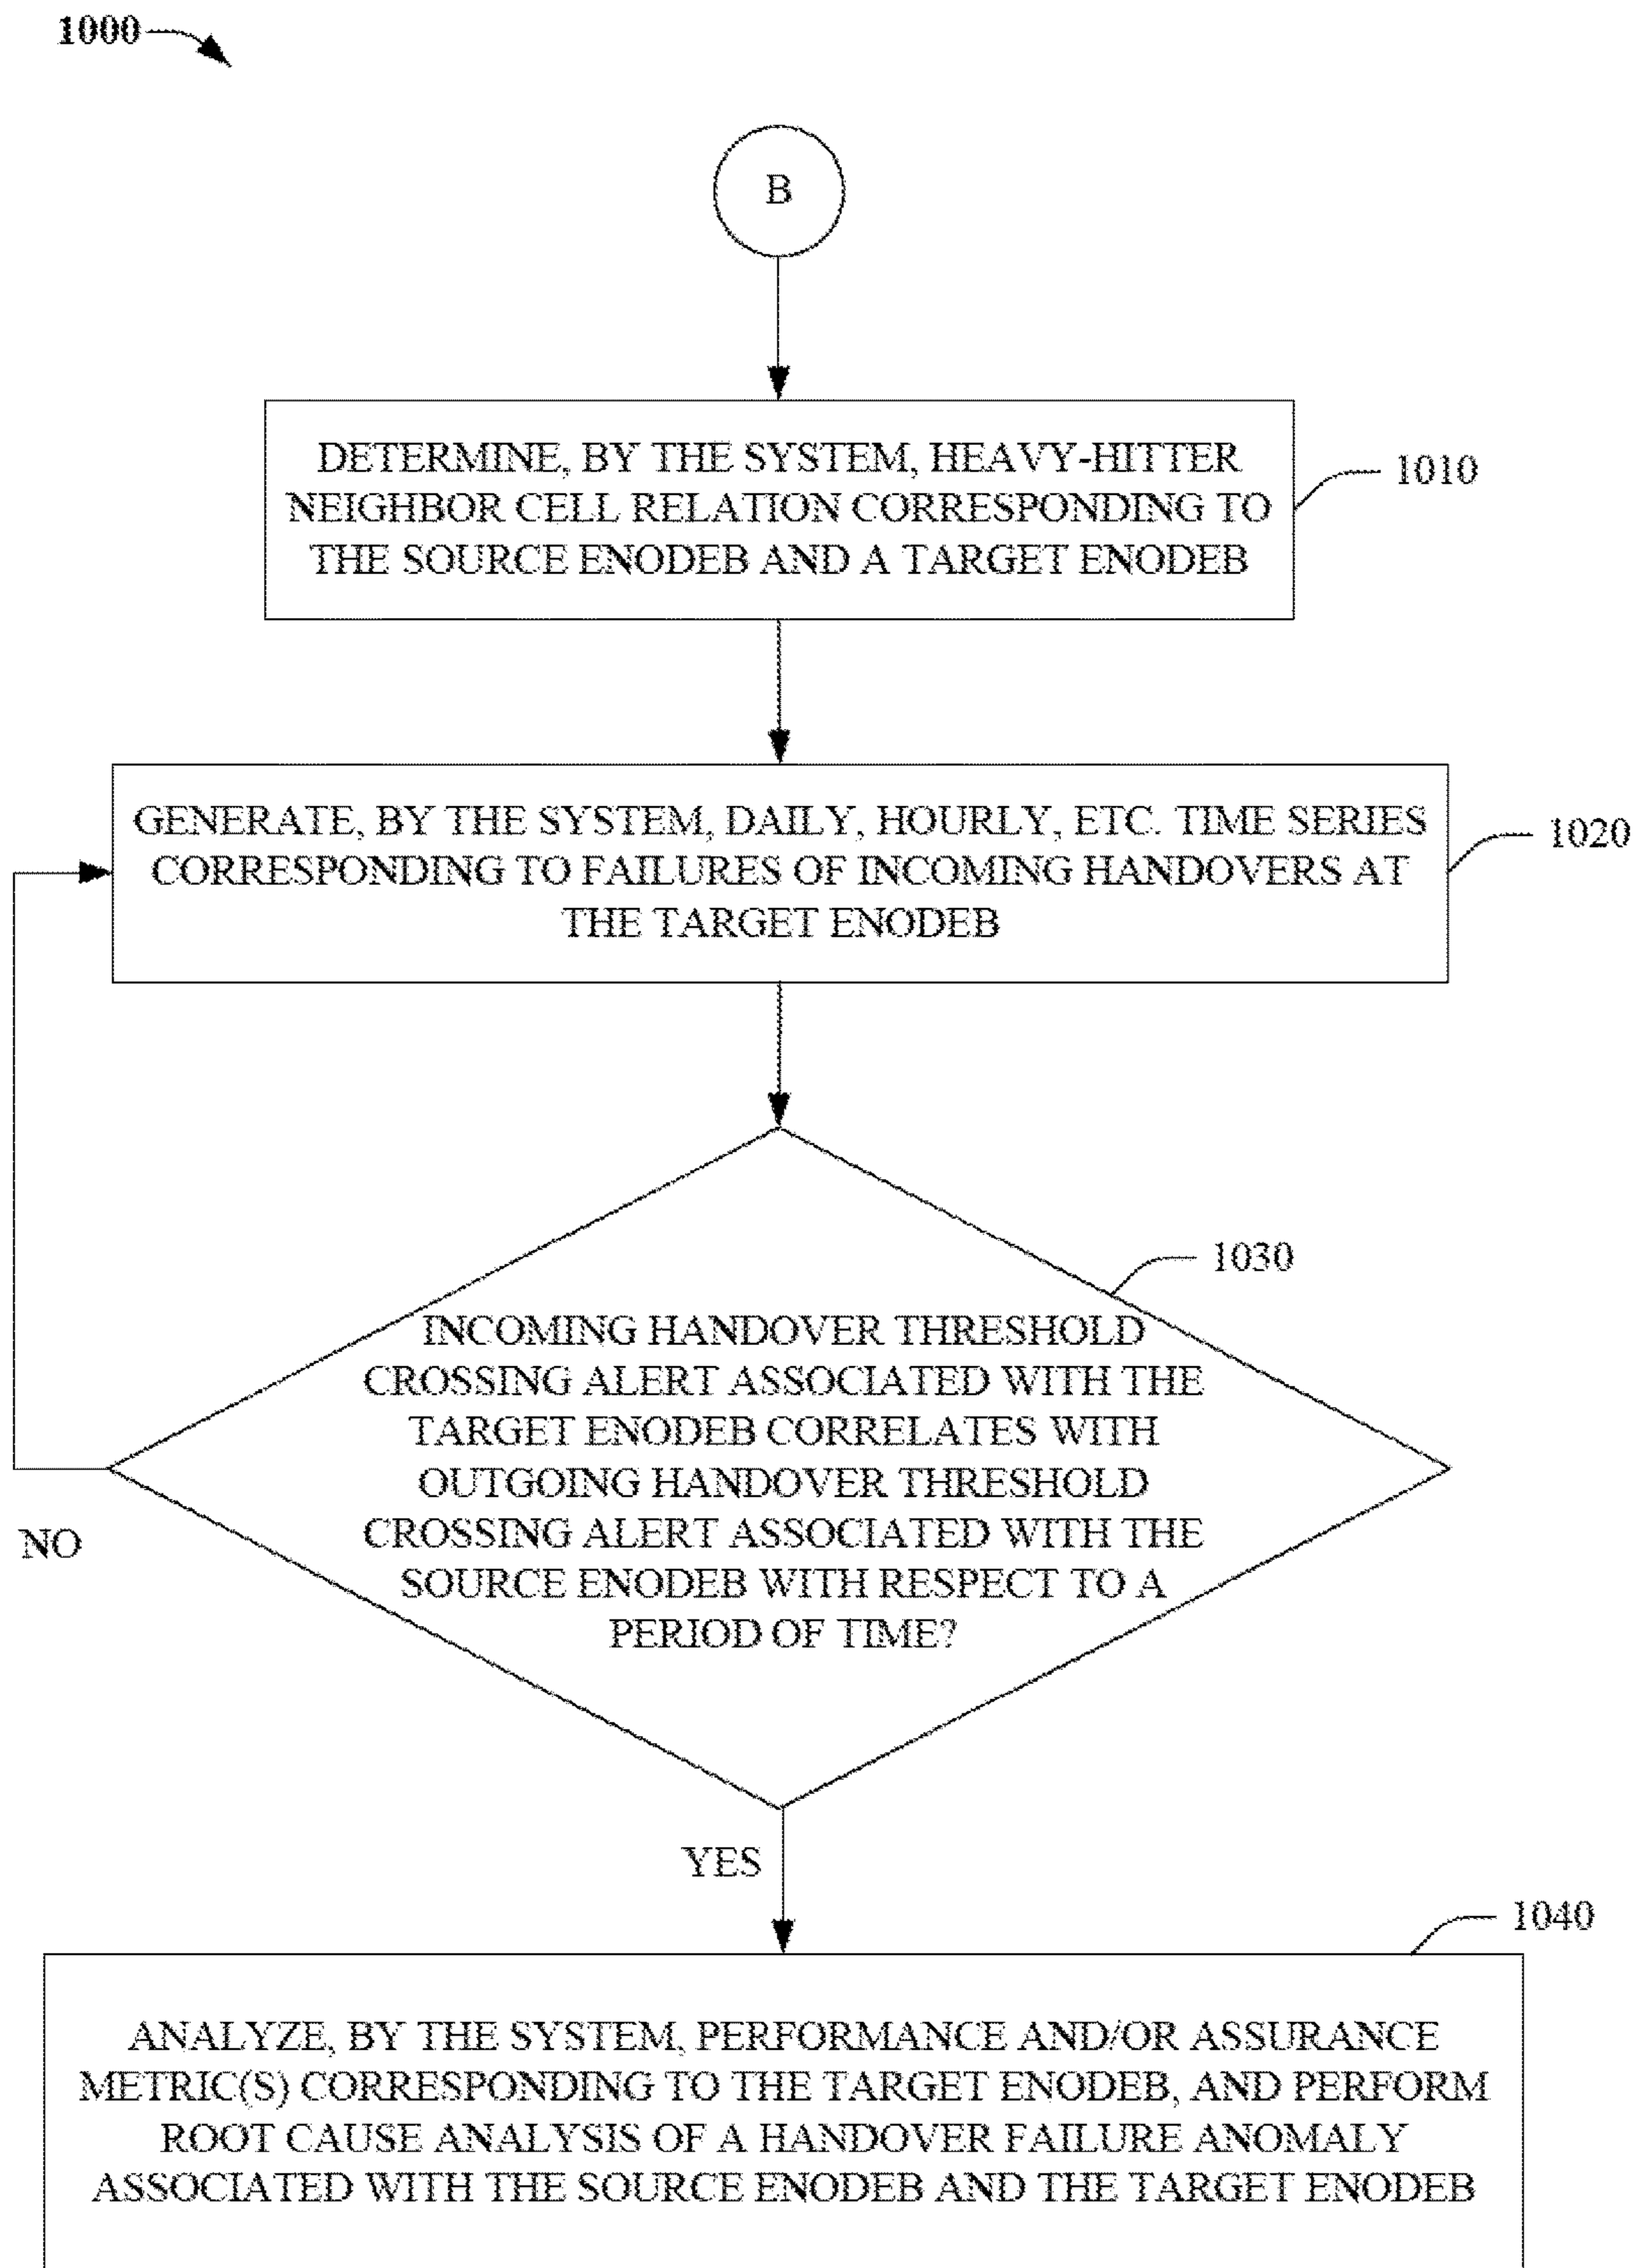 1000
B
DETERMINE, BY THE SYSTEM, HEAVY-HITTER
NEIGHBOR CELL RELATION CORRESPONDING TO
THE SOURCE ENODEB AND A TARGET ENODEB
1010
GENERATE, BY THE SYSTEM, DAILY, HOURLY, ETC. TIME SERIES
CORRESPONDING TO FAILURES OF INCOMING HANDOVERS AT
THE TARGET ENODEB
1020
1030
INCOMING HANDOVER THRESHOLD
CROSSING ALERT ASSOCIATED WITH THE
TARGET ENODEB CORRELATES WITH
OUTGOING HANDOVER THRESHOLD
CROSSING ALERT ASSOCIATED WITH THE
SOURCE ENODEB WITH RESPECT TO A
PERIOD OF TIME?
NO
YES
1040
ANALYZE, BY THE SYSTEM, PERFORMANCE AND/OR ASSURANCE
METRIC(S) CORRESPONDING TO THE TARGET ENODEB, AND PERFORM
ROOT CAUSE ANALYSIS OF A HANDOVER FAILURE ANOMALY
ASSOCIATED WITH THE SOURCE ENODEB AND THE TARGET ENODEB